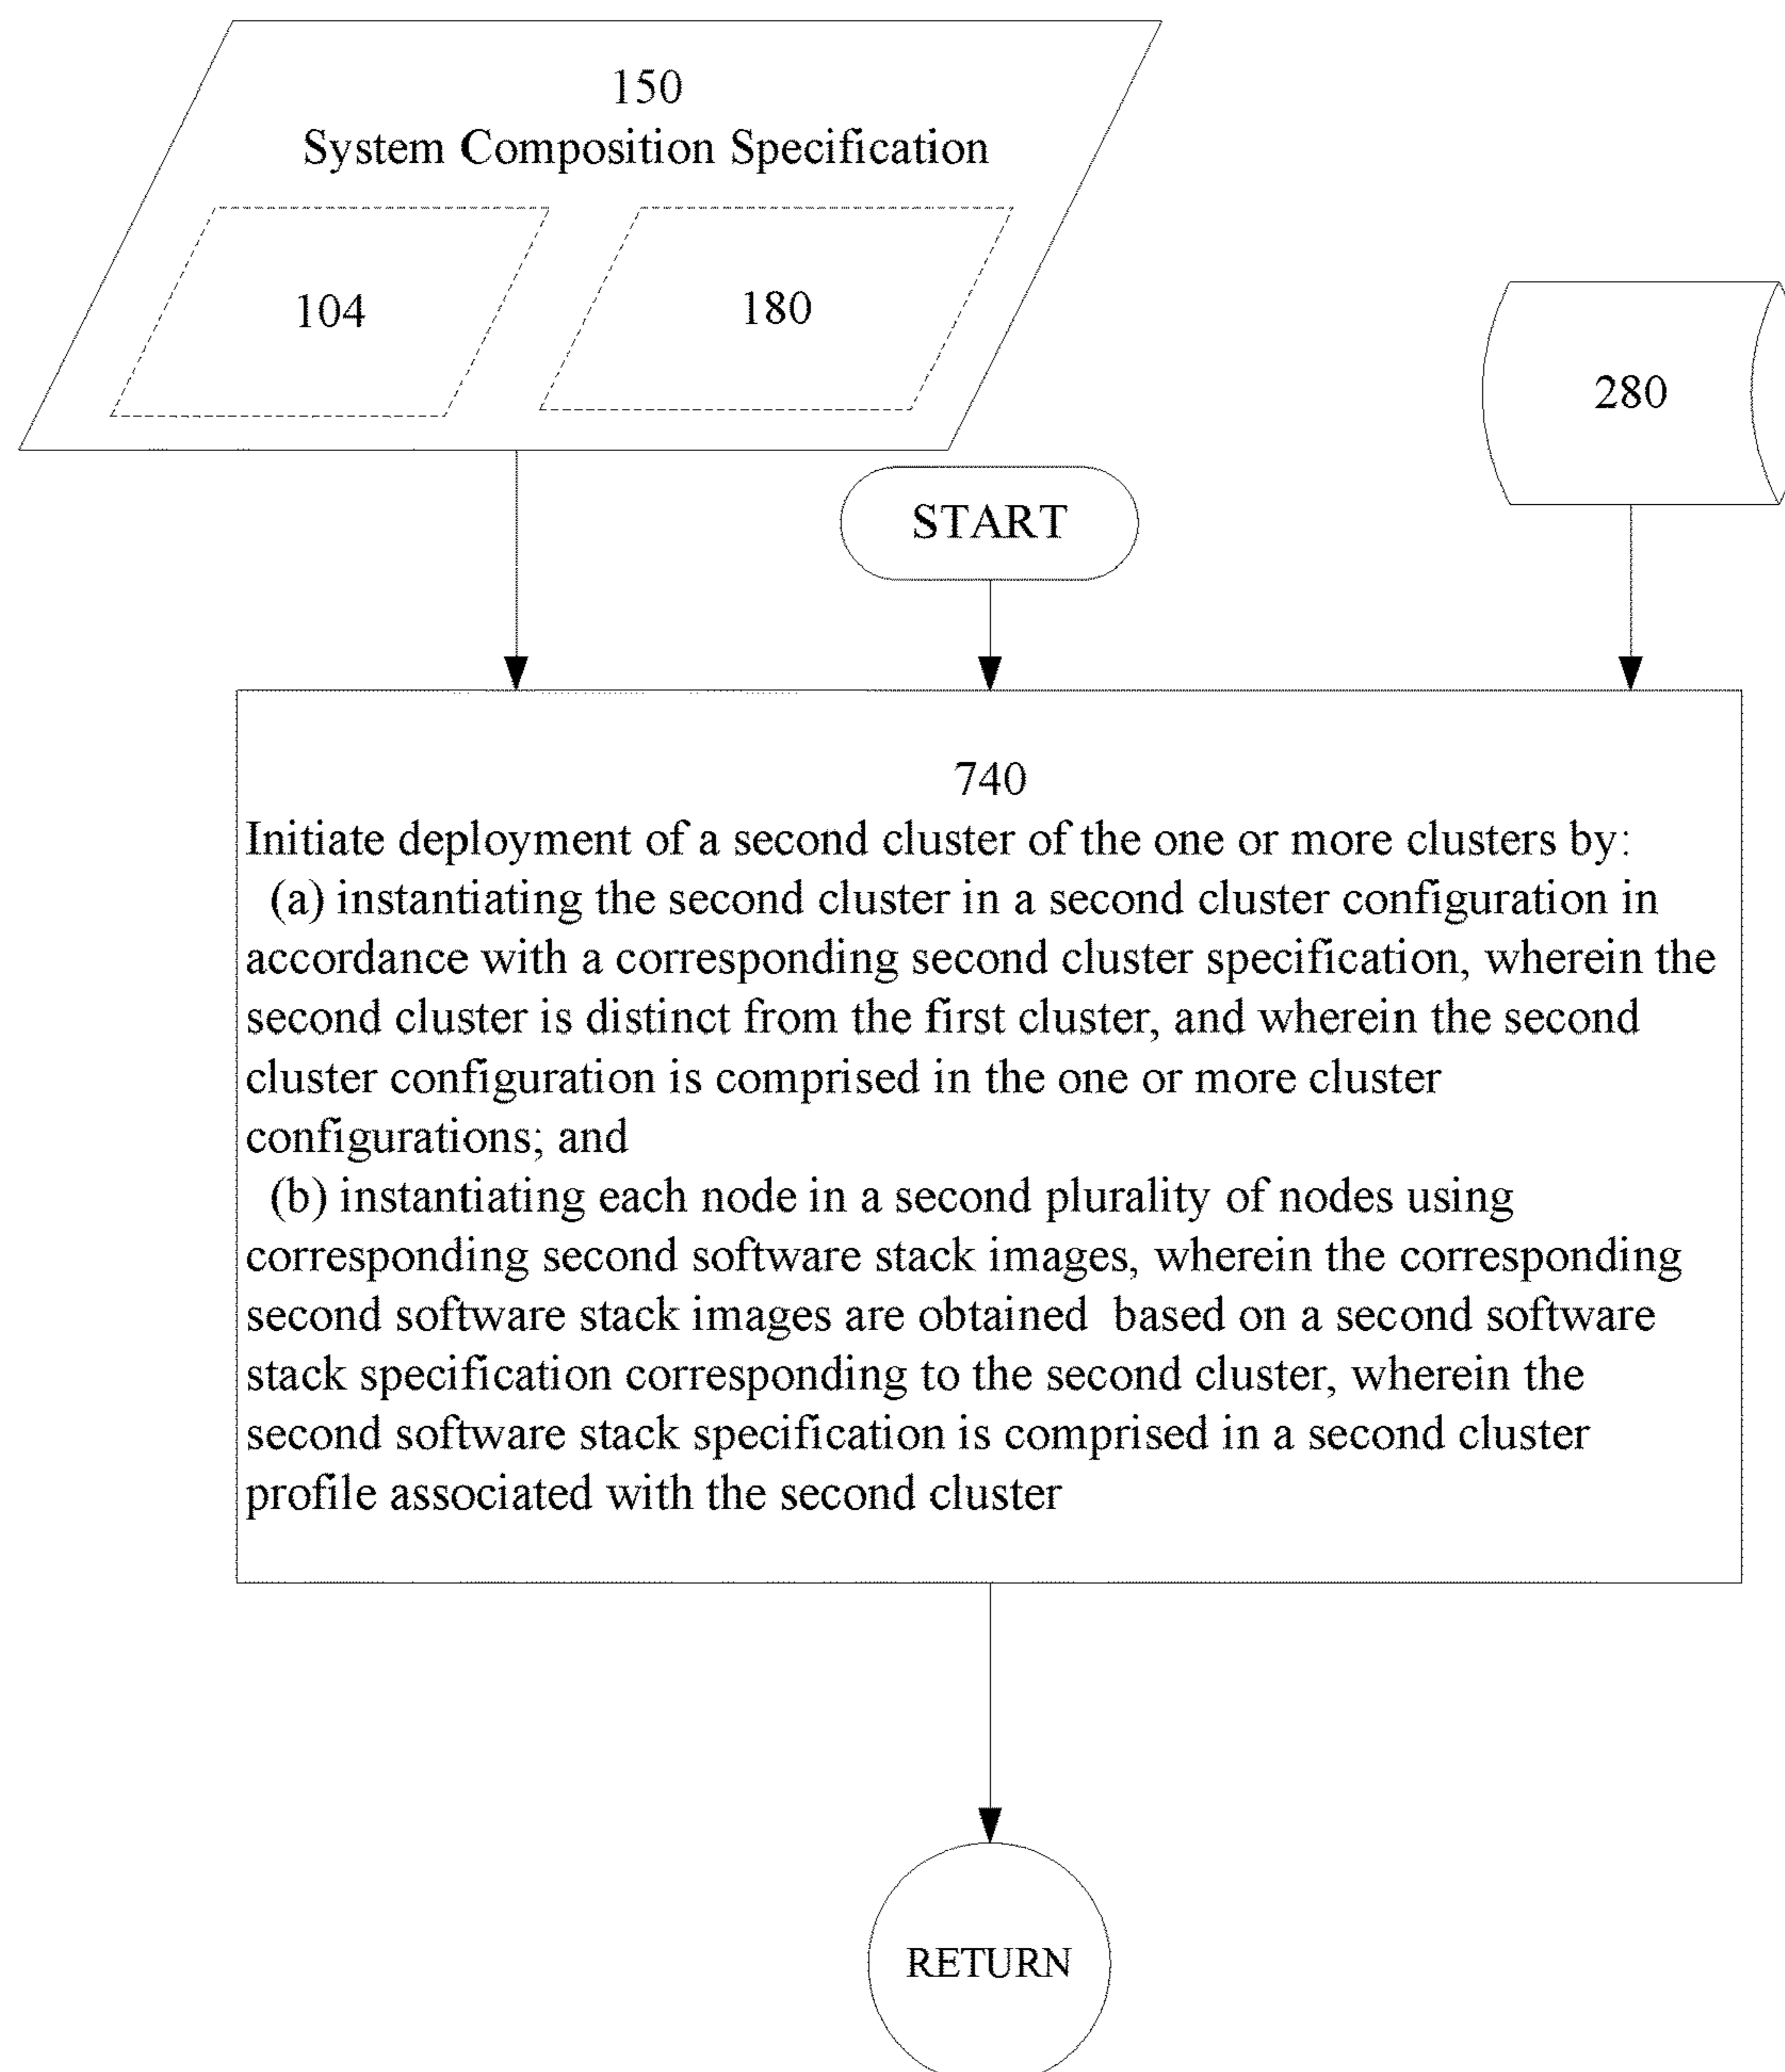 150
System Composition Specification
104
180
280
START
740
Initiate deployment of a second cluster of the one or more clusters by:
(a) instantiating the second cluster in a second cluster configuration in
accordance with a corresponding second cluster specification, wherein the
second cluster is distinct from the first cluster, and wherein the second
cluster configuration is comprised in the one or more cluster
configurations; and
(b) instantiating each node in a second plurality of nodes using
corresponding second software stack images, wherein the corresponding
second software stack images are obtained  based on a second software
stack specification corresponding to the second cluster, wherein the
second software stack specification is comprised in a second cluster
profile associated with the second cluster
RETURN